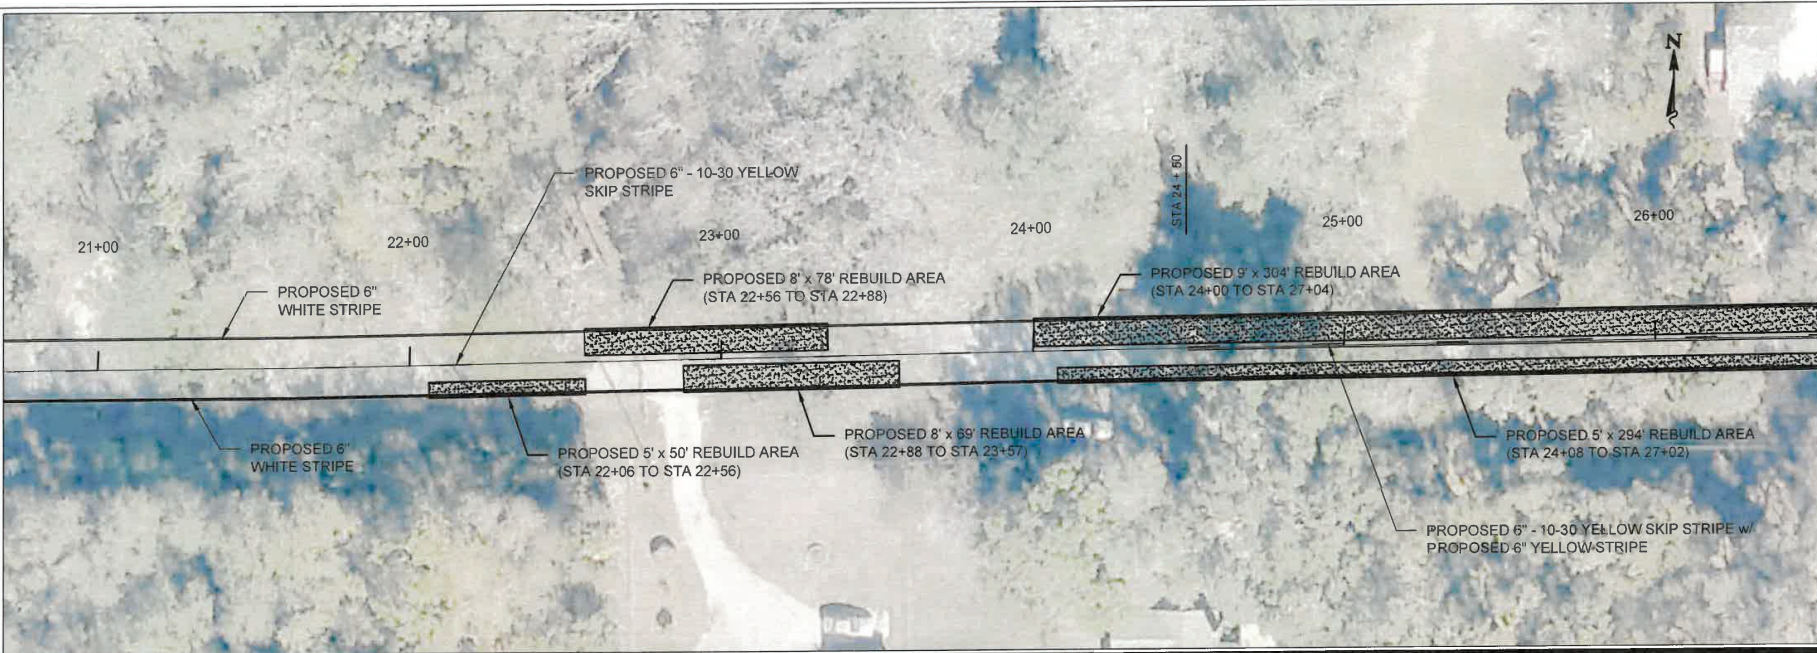 N
PROPOSED 6" - 10-30 YELLOW
SKIP STRIPE
STA 24 + 50
21+00
22+00
23+00
24+00
25+00
26+00
PROPOSED 6"
WHITE STRIPE
PROPOSED 8' x 78' REBUILD AREA
(STA 22+56 TO STA 22+88)
PROPOSED 9' x 304' REBUILD AREA
(STA 24+00 TO STA 27+04)
PROPOSED 6"
WHITE STRIPE
PROPOSED 5' x 50' REBUILD AREA
(STA 22+06 TO STA 22+56)
PROPOSED 8' x 69' REBUILD AREA
(STA 22+88 TO STA 23+57)
PROPOSED 5' x 294' REBUILD AREA
(STA 24+08 TO STA 27+02)
PROPOSED 6" - 10-30 YELLOW SKIP STRIPE w/
PROPOSED 6" YELLOW STRIPE